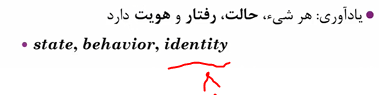 • یادآوری: هر شیء، حالت، رفتار و هویت دارد
• state, behavior, identity